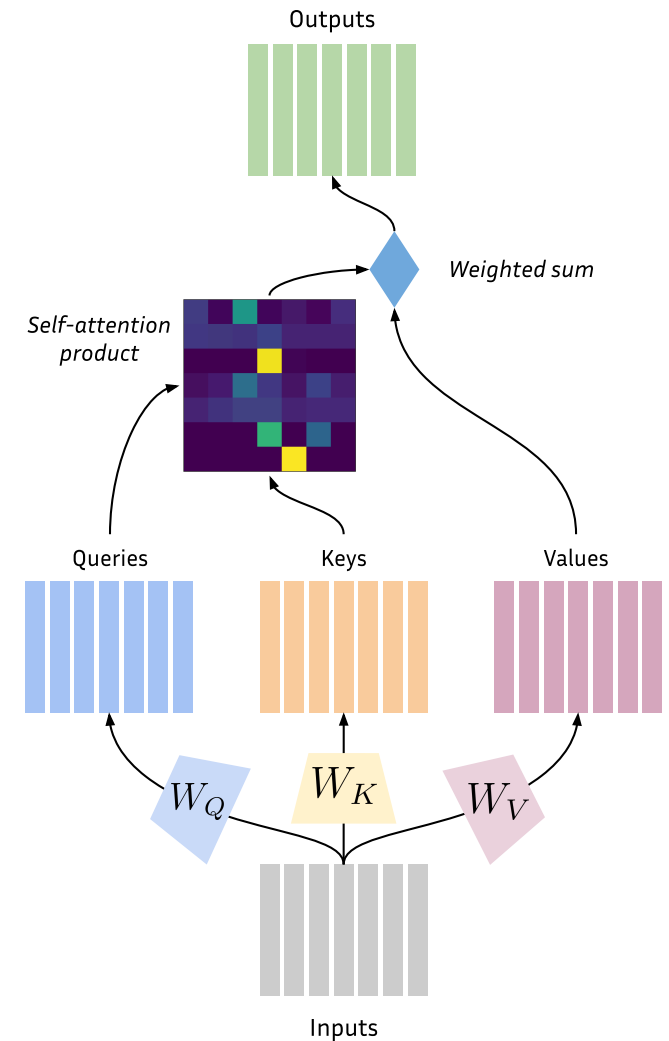 Outputs
Weighted sum
Self-attention
product
Queries
Keys
Values
W_Q
W_K
W_V
Inputs